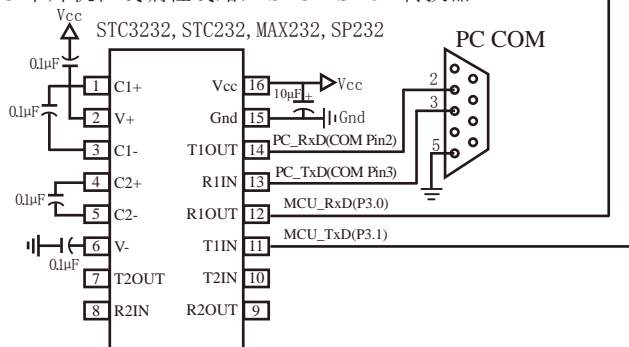 Vcc
STC3232, STC232, MAX232, SP232
PC COM
0.1μF
0.1μF
1 C1+
Vcc 16
Vcc
10μF +
2 V+
Gnd 15
Gnd
3 C1-
T1OUT 14
PC_RxD(COM Pin2)
2
3
5
4 C2+
R1IN 13
PC_TxD(COM Pin3)
0.1μF
5 C2-
R1OUT 12
MCU_RxD(P3.0)
6 V-
T1IN 11
MCU_TxD(P3.1)
0.1μF
7 T2OUT
T2IN 10
8 R2IN
R2OUT 9